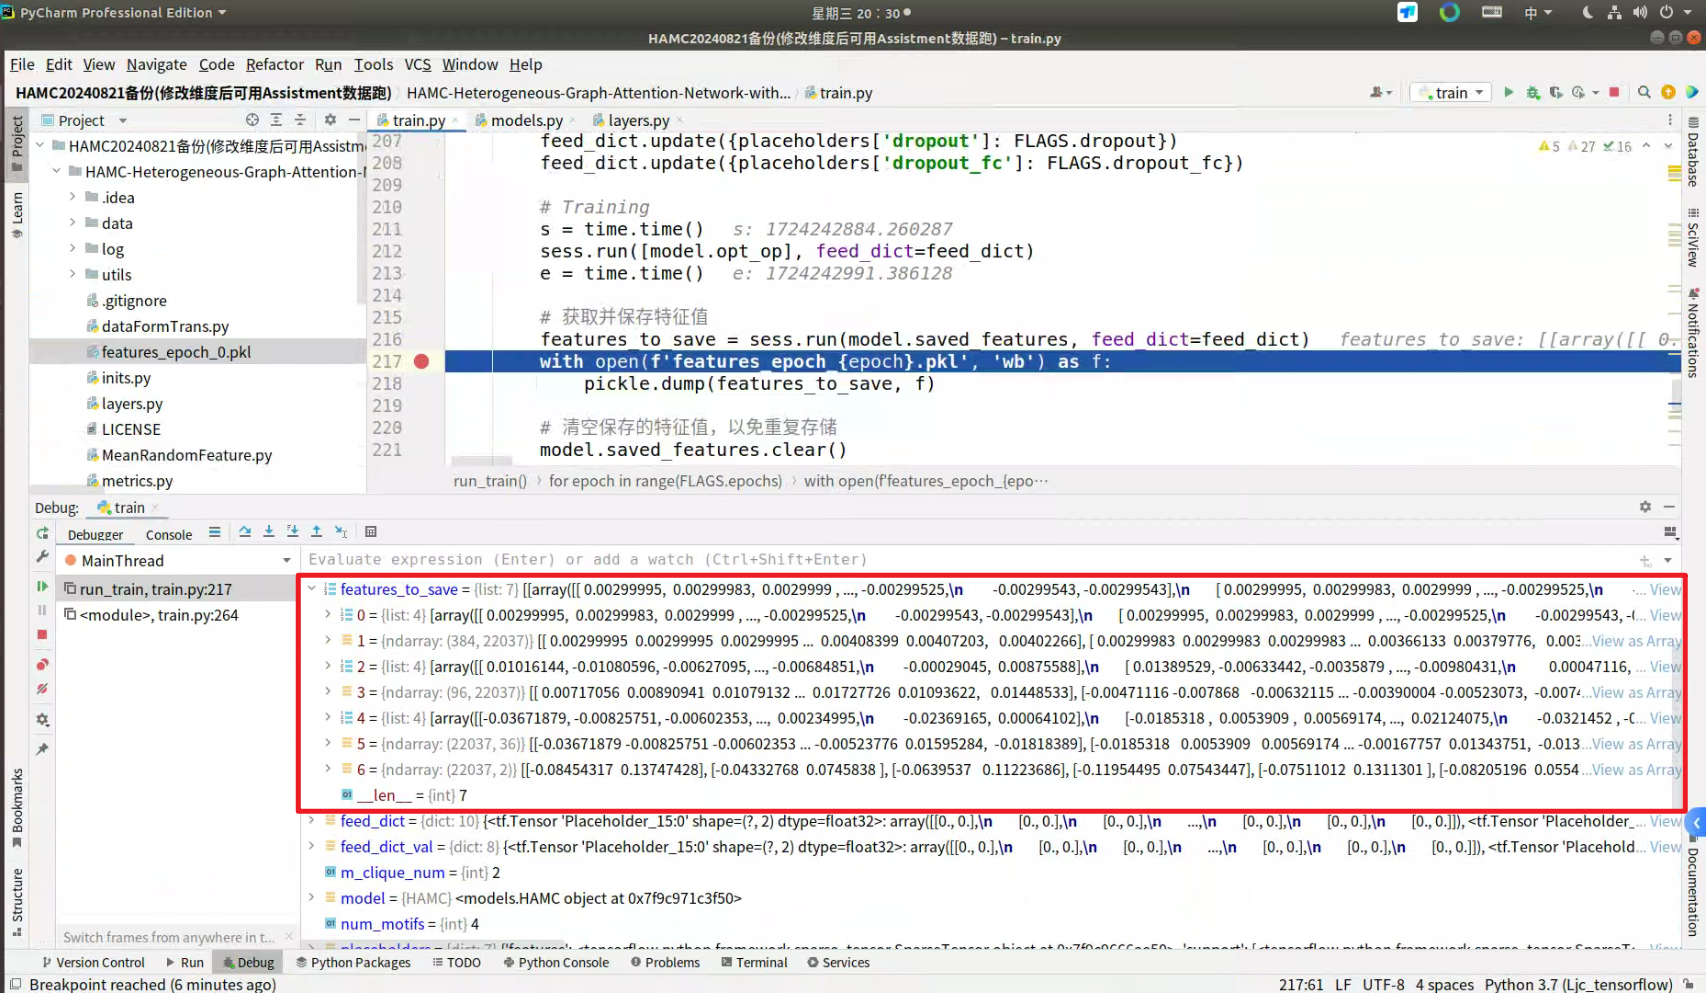 PyCharm Professional Edition
星期三 20：30
中
HAMC20240821备份(修改维度后可用Assistment数据跑) – train.py
File Edit View Navigate Code Refactor Run Tools VCS Window Help
HAMC20240821备份(修改维度后可用Assistment数据跑) HAMC-Heterogeneous-Graph-Attention-Network-with... train.py
train
Project
train.py models.py layers.py
HAMC20240821备份(修改维度后可用Assistm
HAMC-Heterogeneous-Graph-Attention-N
.idea
data
log
utils
.gitignore
dataFormTrans.py
features_epoch_0.pkl
inits.py
layers.py
LICENSE
MeanRandomFeature.py
metrics.py
5 27 16
207 feed_dict.update({placeholders['dropout']: FLAGS.dropout})
208 feed_dict.update({placeholders['dropout_fc']: FLAGS.dropout_fc})
209
210 # Training
211 s = time.time() s: 1724242884.260287
212 sess.run([model.opt_op], feed_dict=feed_dict)
213 e = time.time() e: 1724242991.386128
214
215 # 获取并保存特征值
216 features_to_save = sess.run(model.saved_features, feed_dict=feed_dict) features_to_save: [[array([[ 0.
217 with open(f'features_epoch_{epoch}.pkl', 'wb') as f:
218 pickle.dump(features_to_save, f)
219
220 # 清空保存的特征值，以免重复存储
221 model.saved_features.clear()
run_train() for epoch in range(FLAGS.epochs) with open(f'features_epoch_{epo…
Project
Learn
Bookmarks
Structure
Database
SciView
Notifications
Documentation
Debug: train
Debugger Console
MainThread
run_train, train.py:217
<module>, train.py:264
Switch frames from anywhere in t...
Evaluate expression (Enter) or add a watch (Ctrl+Shift+Enter)
features_to_save = {list: 7} [[array([[ 0.00299995, 0.00299983, 0.0029999 , ..., -0.00299525,\n -0.00299543, -0.00299543],\n [ 0.00299995, 0.00299983, 0.0029999 , ..., -0.00299525,\n -... View
0 = {list: 4} [array([[ 0.00299995, 0.00299983, 0.0029999 , ..., -0.00299525,\n -0.00299543, -0.00299543],\n [ 0.00299995, 0.00299983, 0.0029999 , ..., -0.00299525,\n -0.00299543, -0... View
1 = {ndarray: (384, 22037)} [[ 0.00299995 0.00299995 0.00299995 ... 0.00408399 0.00407203, 0.00402266], [ 0.00299983 0.00299983 0.00299983 ... 0.00366133 0.00379776, 0.003...View as Array
2 = {list: 4} [array([[ 0.01016144, -0.01080596, -0.00627095, ..., -0.00684851,\n -0.00029045, 0.00875588],\n [ 0.01389529, -0.00633442, -0.0035879 , ..., -0.00980431,\n 0.00047116, ... View
3 = {ndarray: (96, 22037)} [[ 0.00717056 0.00890941 0.01079132 ... 0.01727726 0.01093622, 0.01448533], [-0.00471116 -0.007868 -0.00632115 ... -0.00390004 -0.00523073, -0.0074...View as Array
4 = {list: 4} [array([[-0.03671879, -0.00825751, -0.00602353, ..., 0.00234995,\n -0.02369165, 0.00064102],\n [-0.0185318 , 0.0053909 , 0.00569174, ..., 0.02124075,\n -0.0321452 , -0... View
5 = {ndarray: (22037, 36)} [[-0.03671879 -0.00825751 -0.00602353 ... -0.00523776 0.01595284, -0.01818389], [-0.0185318 0.0053909 0.00569174 ... -0.00167757 0.01343751, -0.013...View as Array
6 = {ndarray: (22037, 2)} [[-0.08454317 0.13747428], [-0.04332768 0.0745838 ], [-0.0639537 0.11223686], [-0.11954495 0.07543447], [-0.07511012 0.1311301 ], [-0.08205196 0.0554...View as Array
__len__ = {int} 7
feed_dict = {dict: 10} {<tf.Tensor 'Placeholder_15:0' shape=(?, 2) dtype=float32>: array([[0., 0.],\n [0., 0.],\n [0., 0.],\n ...,\n [0., 0.],\n [0., 0.],\n [0., 0.]]), <tf.Tensor 'Placeholder_... View
feed_dict_val = {dict: 8} {<tf.Tensor 'Placeholder_15:0' shape=(?, 2) dtype=float32>: array([[0., 0.],\n [0., 0.],\n [0., 0.],\n ...,\n [0., 0.],\n [0., 0.],\n [0., 0.]]), <tf.Tensor 'Placehold... View
m_clique_num = {int} 2
model = {HAMC} <models.HAMC object at 0x7f9c971c3f50>
num_motifs = {int} 4
Version Control Run Debug Python Packages TODO Python Console Problems Terminal Services
Breakpoint reached (6 minutes ago)
217:61 LF UTF-8 4 spaces Python 3.7 (Ljc_tensorflow)